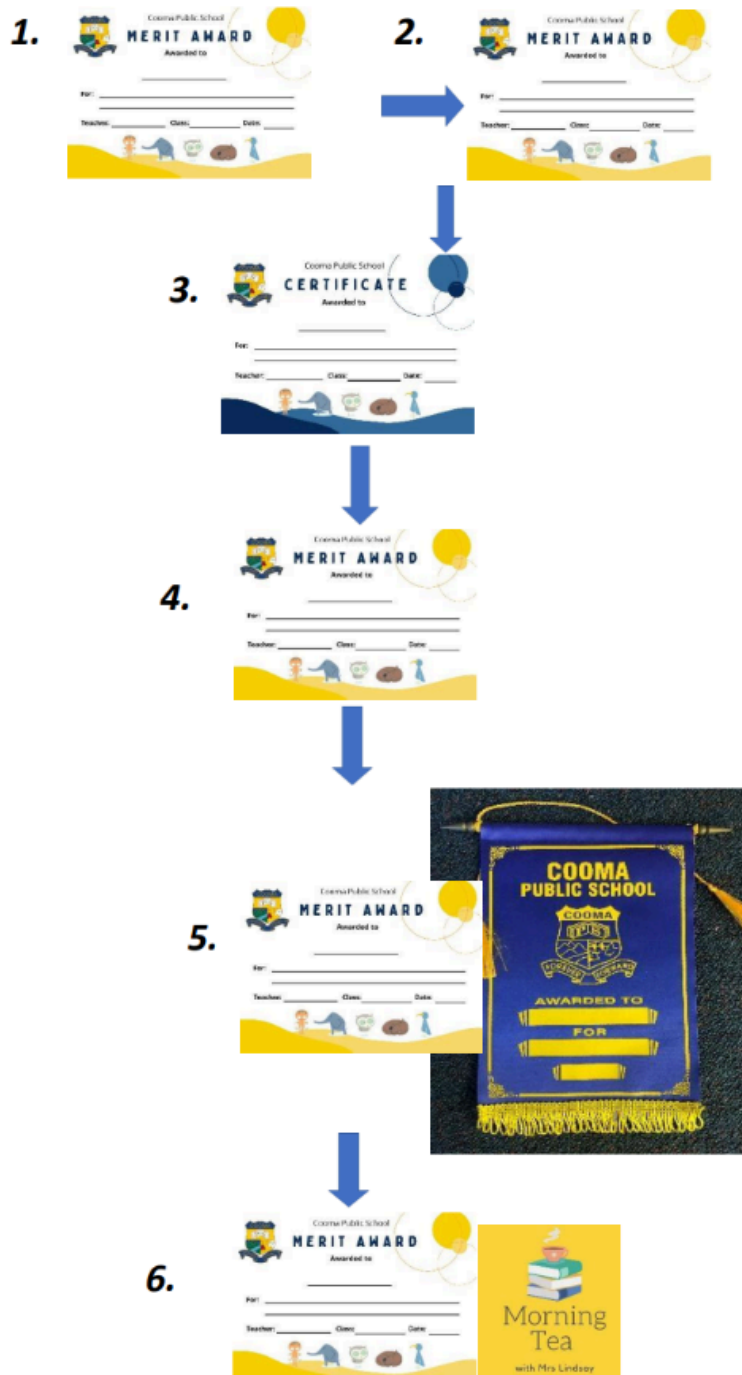 1.
Cooma Public School
MERIT AWARD
Awarded to
For:
Teacher: Class: Date:
2.
Cooma Public School
MERIT AWARD
Awarded to
For:
Teacher: Class: Date:
3.
Cooma Public School
CERTIFICATE
Awarded to
For:
Teacher: Class: Date:
4.
Cooma Public School
MERIT AWARD
Awarded to
For:
Teacher: Class: Date:
5.
Cooma Public School
MERIT AWARD
Awarded to
For:
Teacher: Class: Date:
COOMA
PUBLIC SCHOOL
COOMA
AWARDED TO
FOR
6.
Cooma Public School
MERIT AWARD
Awarded to
For:
Teacher: Class: Date:
Morning
Tea
with Mrs Lindsay